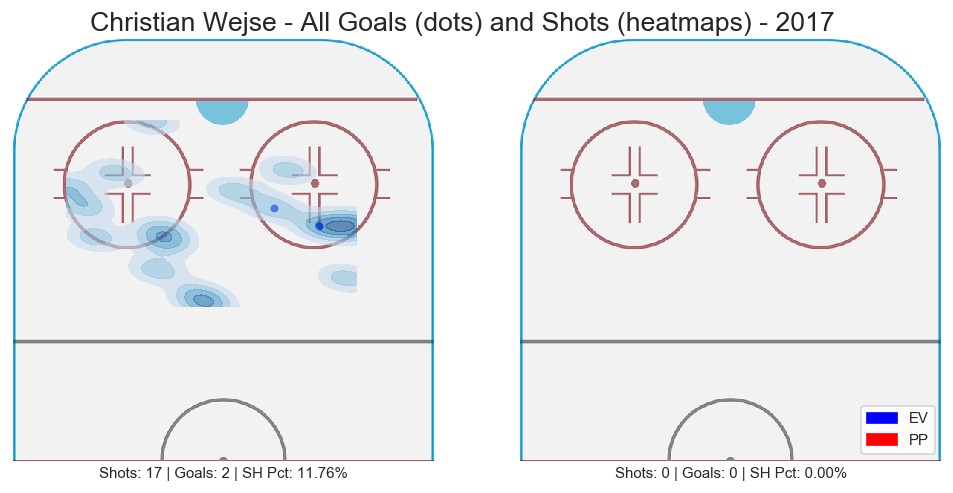 Christian Wejse - All Goals (dots) and Shots (heatmaps) - 2017
EV
PP
Shots: 17 | Goals: 2 | SH Pct: 11.76%
Shots: 0 | Goals: 0 | SH Pct: 0.00%